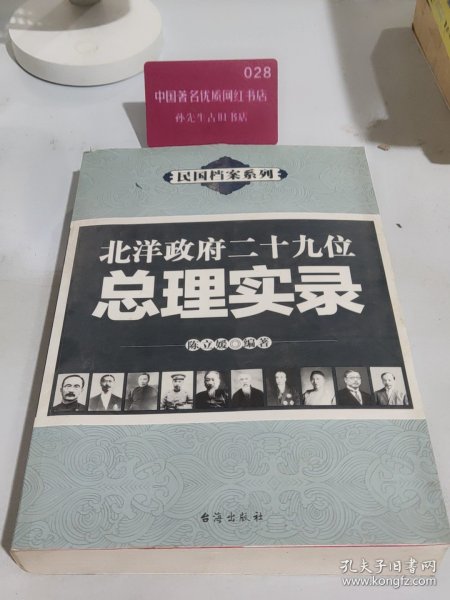 028
中国著名优质网红书店
孙先生古旧书店
民国档案系列
北洋政府二十九位
总理实录
陈立媛 编著
台海出版社
孔夫子旧书网
www.kongfz.com